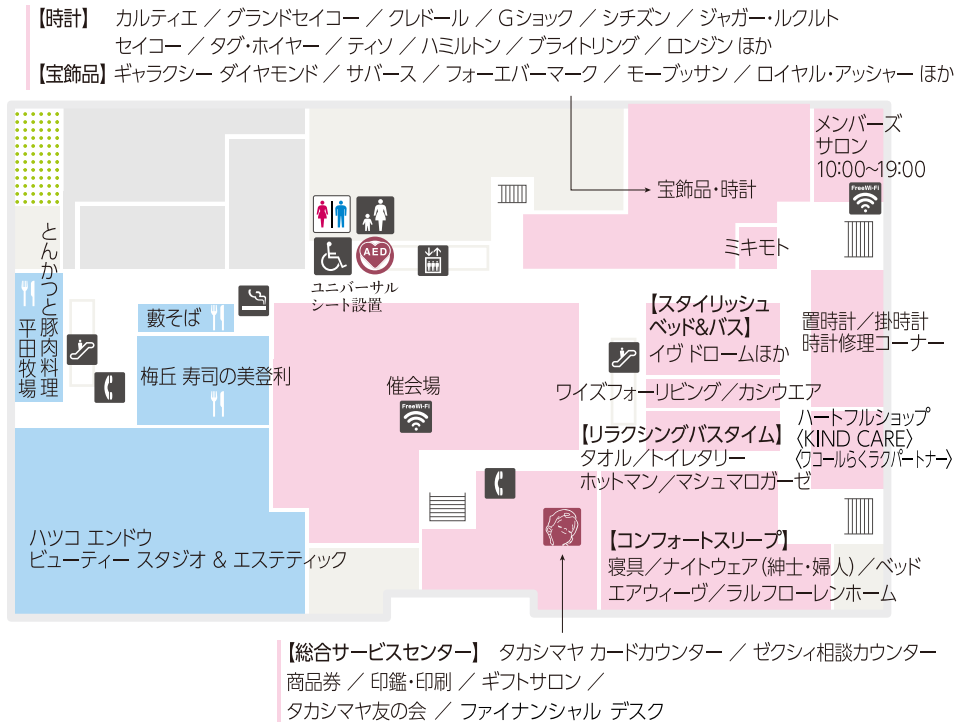 【時計】 カルティエ ／ グランドセイコー ／ クレドール ／ Gショック ／ シチズン ／ ジャガー・ルクルト
セイコー ／ タグ・ホイヤー ／ ティソ ／ ハミルトン ／ ブライトリング ／ ロンジン ほか
【宝飾品】 ギャラクシー ダイヤモンド ／ サバース ／ フォーエバーマーク ／ モーブッサン ／ ロイヤル・アッシャー ほか
メンバーズ
サロン
10:00~19:00
FreeWi-Fi
宝飾品・時計
ミキモト
AED
ユニバーサル
シート設置
とんかつと豚肉料理
平田牧場
藪そば
梅丘 寿司の美登利
催会場
FreeWi-Fi
【スタイリッシュ
ベッド&バス】
イヴ ドロームほか
置時計／掛時計
時計修理コーナー
ワイズフォーリビング／カシウエア
【リラクシングバスタイム】
タオル／トイレタリー
ホットマン／マシュマロガーゼ
ハートフルショップ
〈KIND CARE〉
〈ワコールらくラクパートナー〉
ハツコ エンドウ
ビューティー スタジオ & エステティック
【コンフォートスリープ】
寝具／ナイトウェア（紳士・婦人）／ベッド
エアウィーヴ／ラルフローレンホーム
【総合サービスセンター】 タカシマヤ カードカウンター ／ ゼクシィ相談カウンター
商品券 ／ 印鑑・印刷 ／ ギフトサロン ／
タカシマヤ友の会 ／ ファイナンシャル デスク